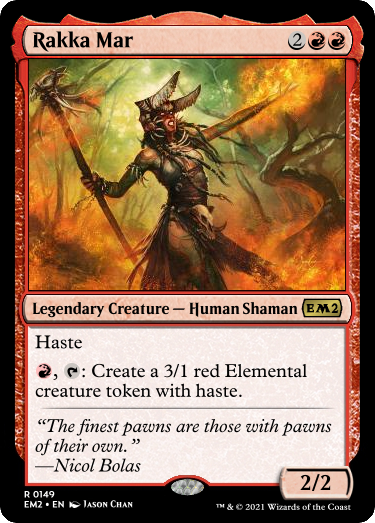 Rakka Mar 2
Legendary Creature — Human Shaman EM2
Haste
, : Create a 3/1 red Elemental
creature token with haste.
“The finest pawns are those with pawns
of their own.”
—Nicol Bolas
2/2
R 0149
EM2 • EN Jason Chan
™ & © 2021 Wizards of the Coast